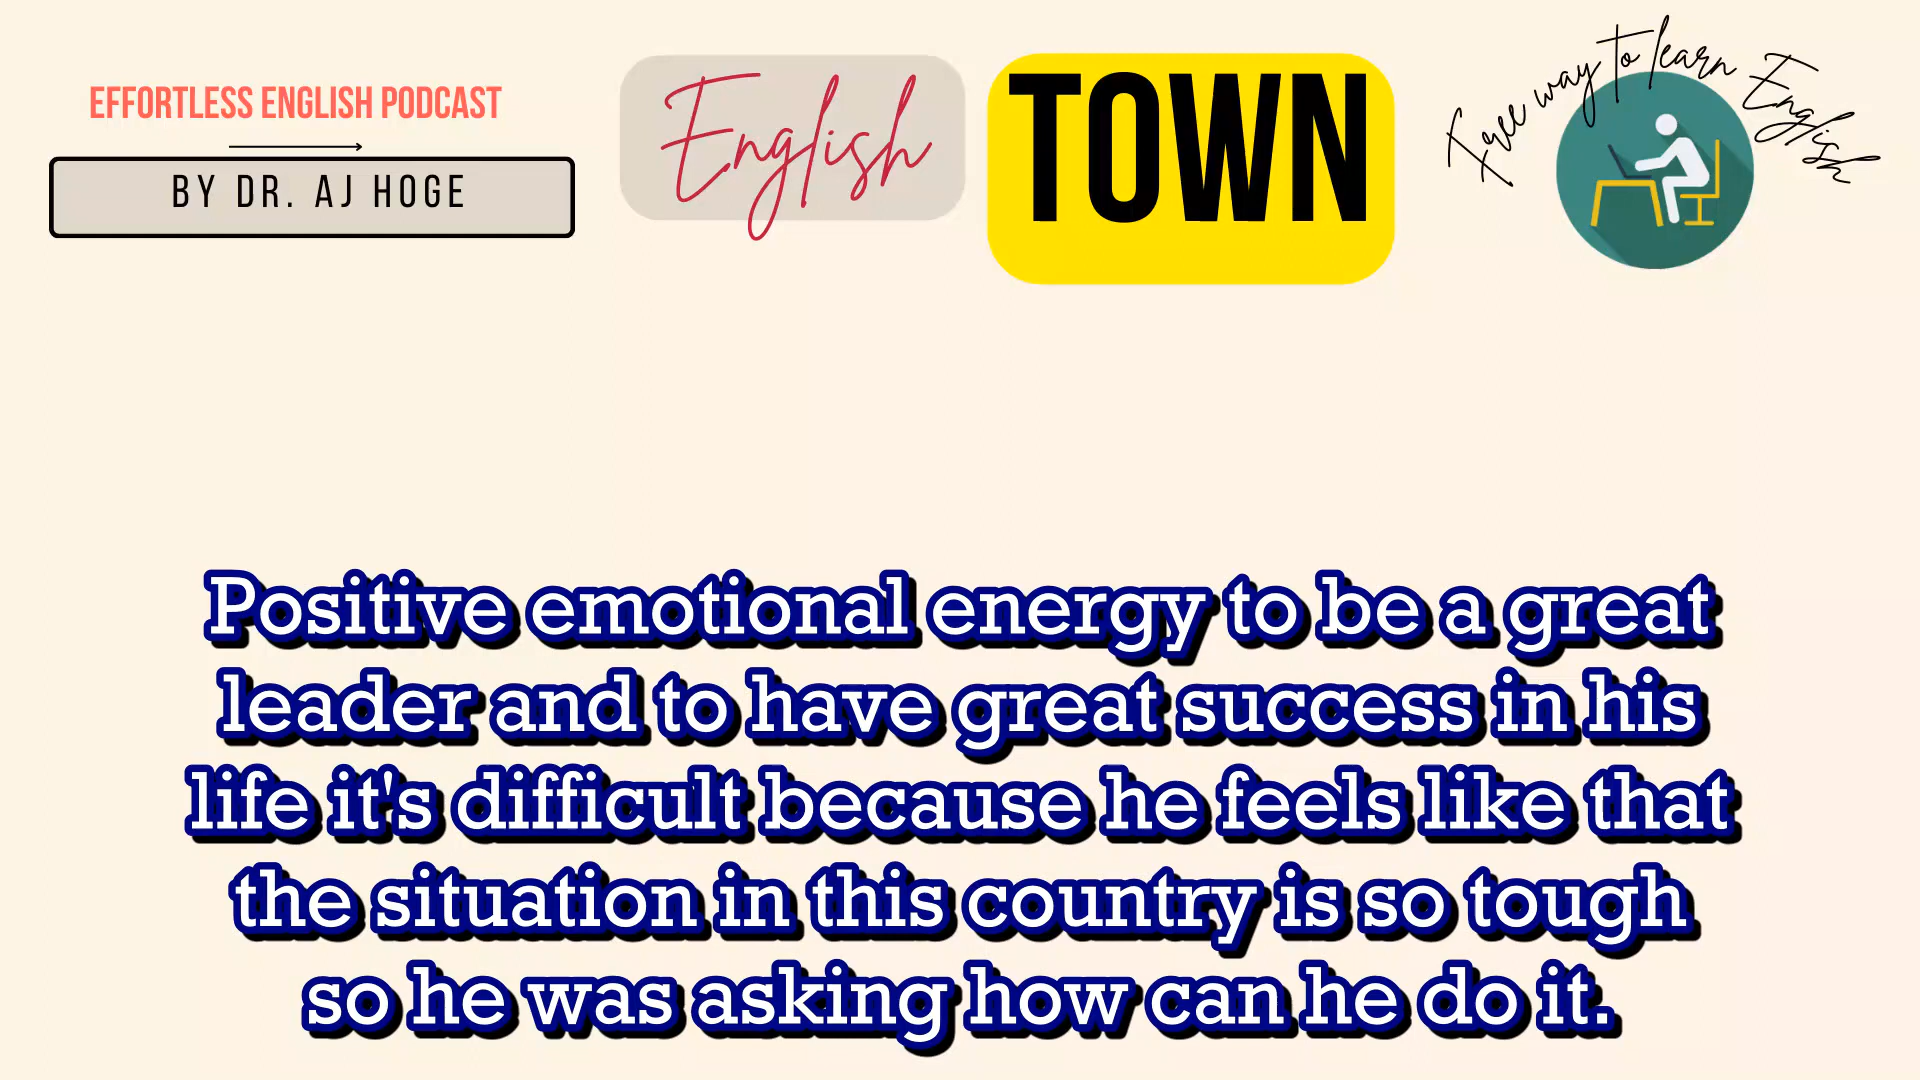 EFFORTLESS ENGLISH PODCAST
BY DR. AJ HOGE
English
TOWN
Free way to learn English
Positive emotional energy to be a great
leader and to have great success in his
life it's difficult because he feels like that
the situation in this country is so tough
so he was asking how can he do it.